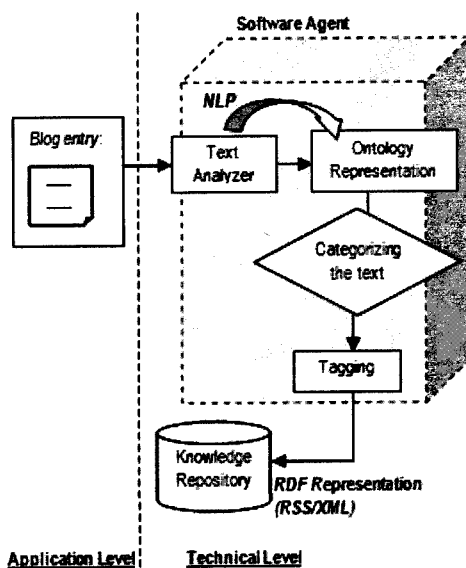 Software Agent
NLP
Blog entry:
Text
Analyzer
Ontology
Representation
Categorizing
the text
Tagging
Knowledge
Repository
RDF Representation
(RSS/XML)
Application Level
Technical Level